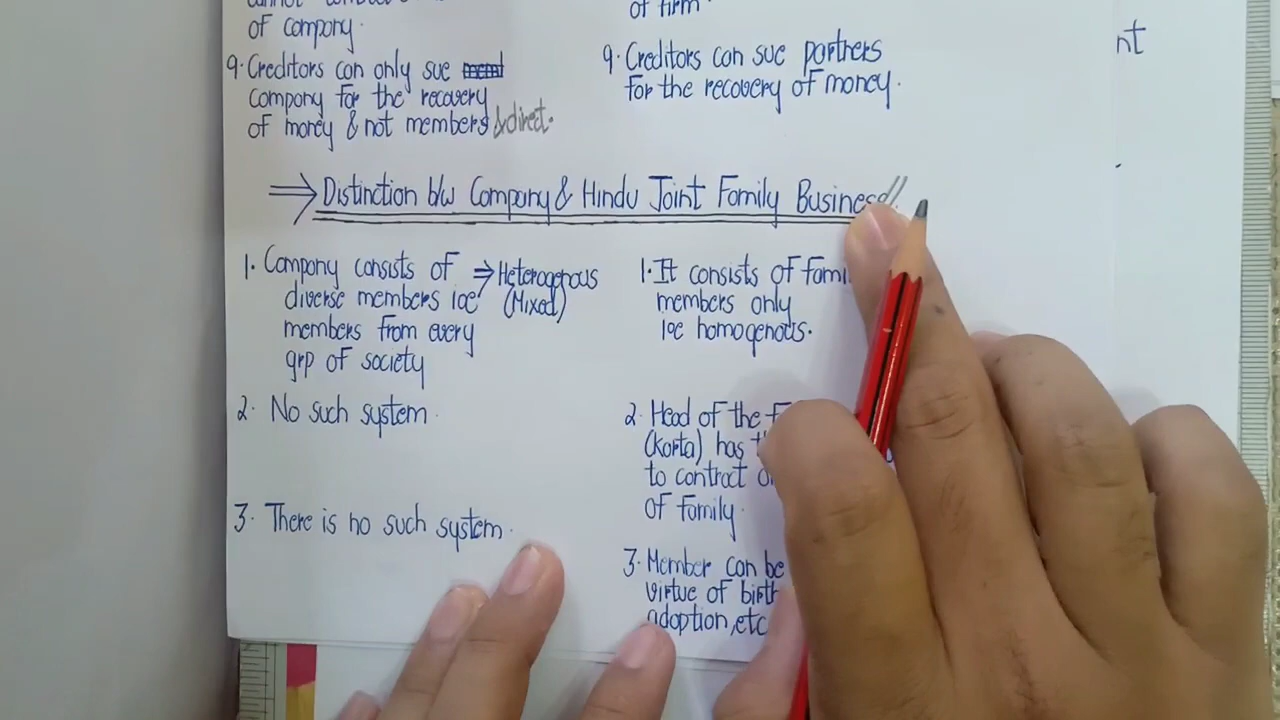 of company.
of firm.
9. Creditors can only sue
company for the recovery
of money & not members & direct.
9. Creditors can sue partners
for the recovery of money.
nt
⇒ Distinction b/w Company & Hindu Joint Family Business //
1. Company consists of ⇒ Heterogenous
diverse members i.e (Mixed)
members from every
grp of society
1. It consists of
members only
i.e homogenous.
2. No such system.
2. Head of the
(Karta) has
to contract
of family.
3. There is no such system.
3. Member can be
virtue of birth
adoption, etc